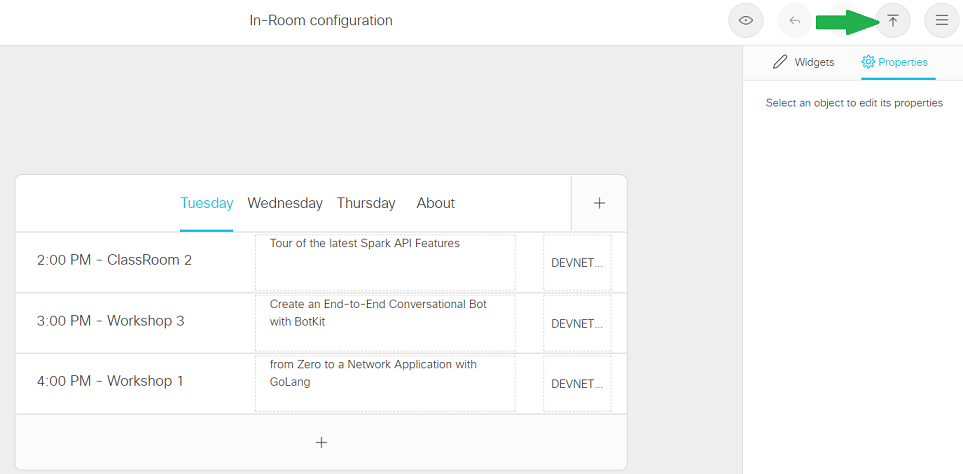 In-Room configuration
Widgets
Properties
Select an object to edit its properties
Tuesday
Wednesday
Thursday
About
+
2:00 PM - ClassRoom 2
Tour of the latest Spark API Features
DEVNET...
3:00 PM - Workshop 3
Create an End-to-End Conversational Bot
with BotKit
DEVNET...
4:00 PM - Workshop 1
from Zero to a Network Application with
GoLang
DEVNET...
+